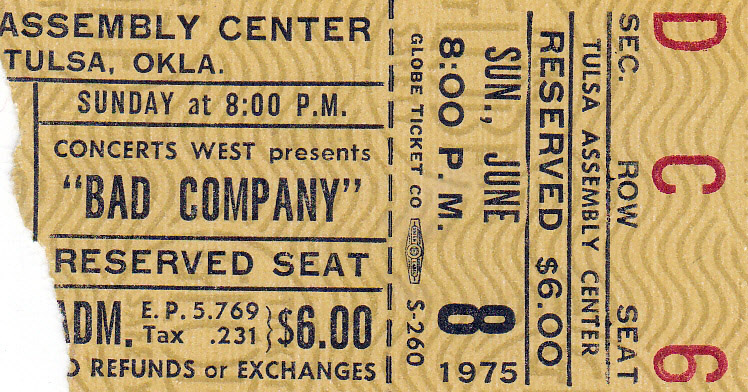 ASSEMBLY CENTER
TULSA, OKLA.
SUNDAY at 8:00 P.M.
CONCERTS WEST presents
"BAD COMPANY"
RESERVED SEAT
ADM. E.P. 5.769
Tax .231 } $6.00
REFUNDS or EXCHANGES
GLOBE TICKET CO S-260
8:00 P.M.
SUN., JUNE 8
1975
RESERVED $6.00
TULSA ASSEMBLY CENTER
SEC. ROW SEAT
D C 6